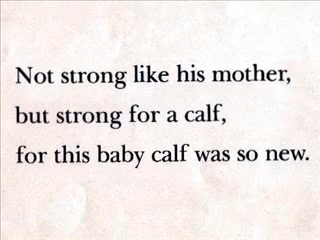 Not strong like his mother,
but strong for a calf,
for this baby calf was so new.